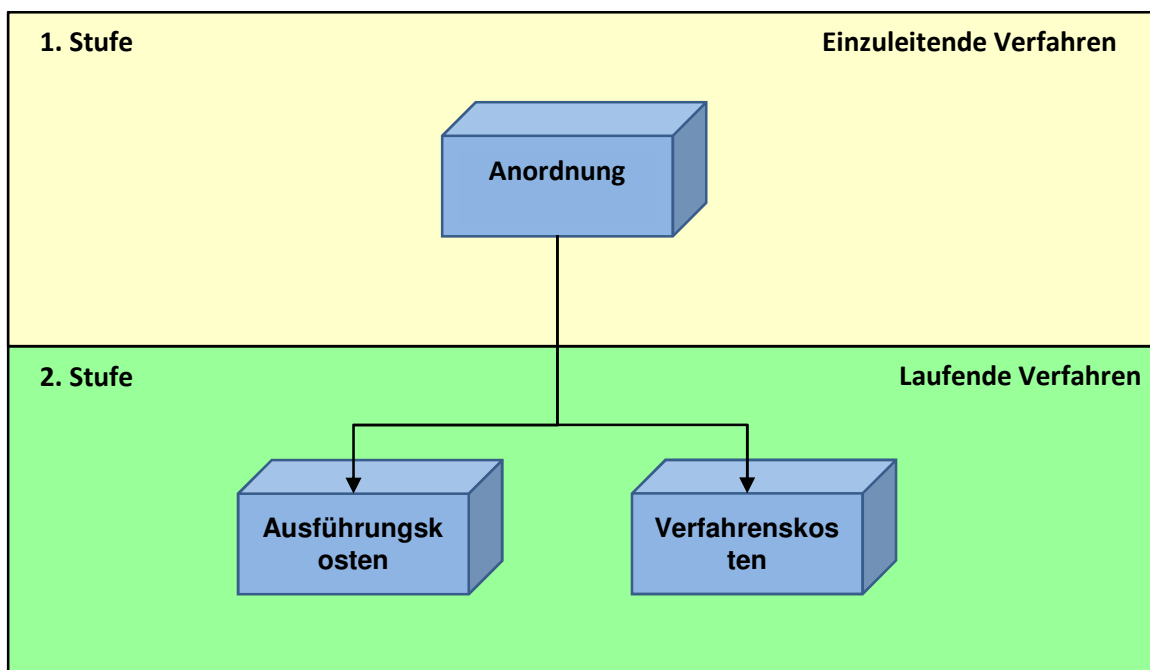 1. Stufe
Einzuleitende Verfahren
Anordnung
2. Stufe
Laufende Verfahren
Ausführungsk
osten
Verfahrenskos
ten